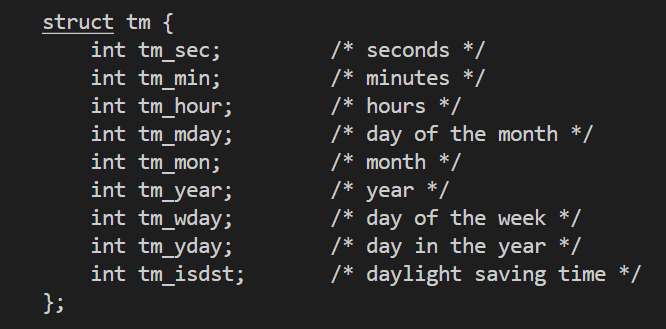 struct tm {
    int tm_sec;         /* seconds */
    int tm_min;         /* minutes */
    int tm_hour;        /* hours */
    int tm_mday;        /* day of the month */
    int tm_mon;         /* month */
    int tm_year;        /* year */
    int tm_wday;        /* day of the week */
    int tm_yday;        /* day in the year */
    int tm_isdst;       /* daylight saving time */
};